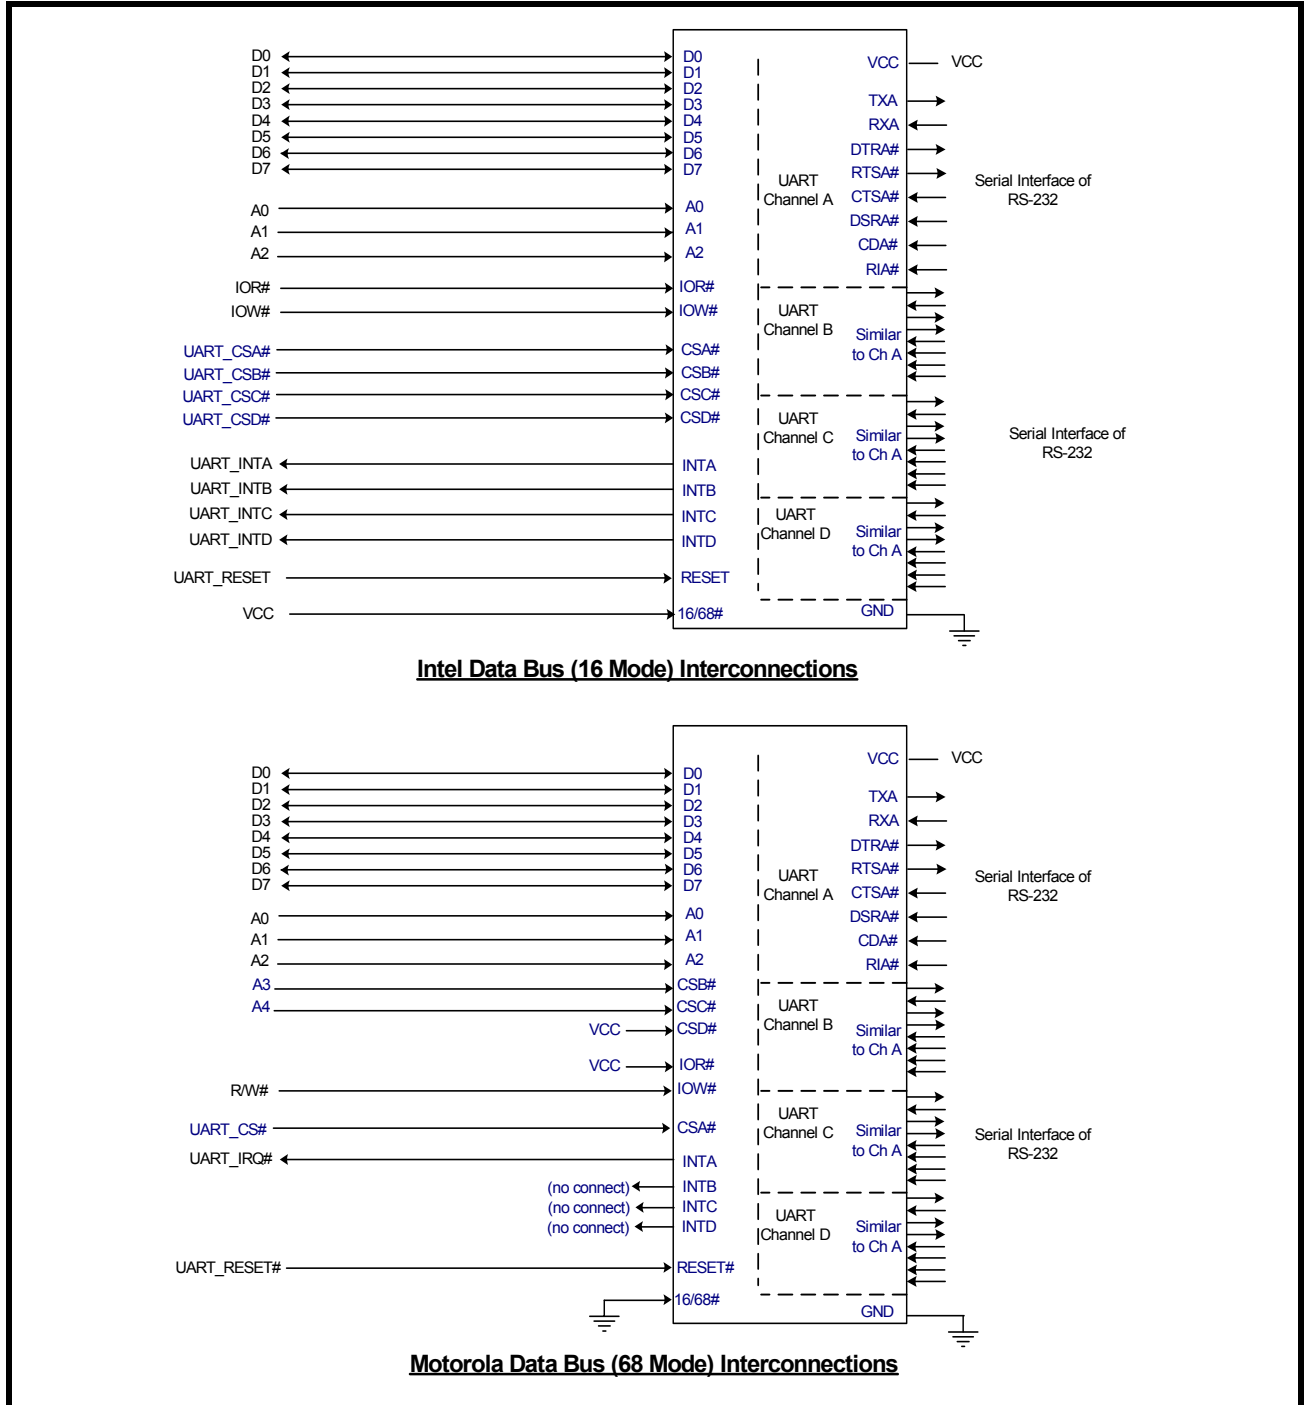 D0 D0 VCC VCC
D1 D1
D2 D2
D3 D3 TXA
D4 D4 RXA
D5 D5
D6 D6 DTRA#
D7 D7 RTSA#
UART
Channel A
Serial Interface of
RS-232
CTSA#
A0 A0
A1 A1 DSRA#
A2 A2 CDA#
RIA#
IOR# IOR#
IOW# IOW#
UART
Channel B
Similar
to Ch A
UART_CSA# CSA#
UART_CSB# CSB#
UART_CSC# CSC#
UART_CSD# CSD#
UART
Channel C
Similar
to Ch A
Serial Interface of
RS-232
UART_INTA INTA
UART_INTB INTB
UART_INTC INTC
UART_INTD INTD
UART
Channel D
Similar
to Ch A
UART_RESET RESET
VCC 16/68# GND
Intel Data Bus (16 Mode) Interconnections
VCC VCC
D0 D0
D1 D1
D2 D2 TXA
D3 D3 RXA
D4 D4
D5 D5 DTRA#
D6 D6 RTSA#
D7 D7
UART
Channel A
Serial Interface of
RS-232
CTSA#
A0 A0 DSRA#
A1 A1 CDA#
A2 A2 RIA#
A3 CSB#
A4 CSC#
VCC CSD#
UART
Channel B
Similar
to Ch A
VCC IOR#
R/W# IOW#
UART_CS# CSA#
UART
Channel C
Similar
to Ch A
Serial Interface of
RS-232
UART_IRQ# INTA
(no connect) INTB
(no connect) INTC
(no connect) INTD
UART
Channel D
Similar
to Ch A
UART_RESET# RESET#
16/68# GND
Motorola Data Bus (68 Mode) Interconnections